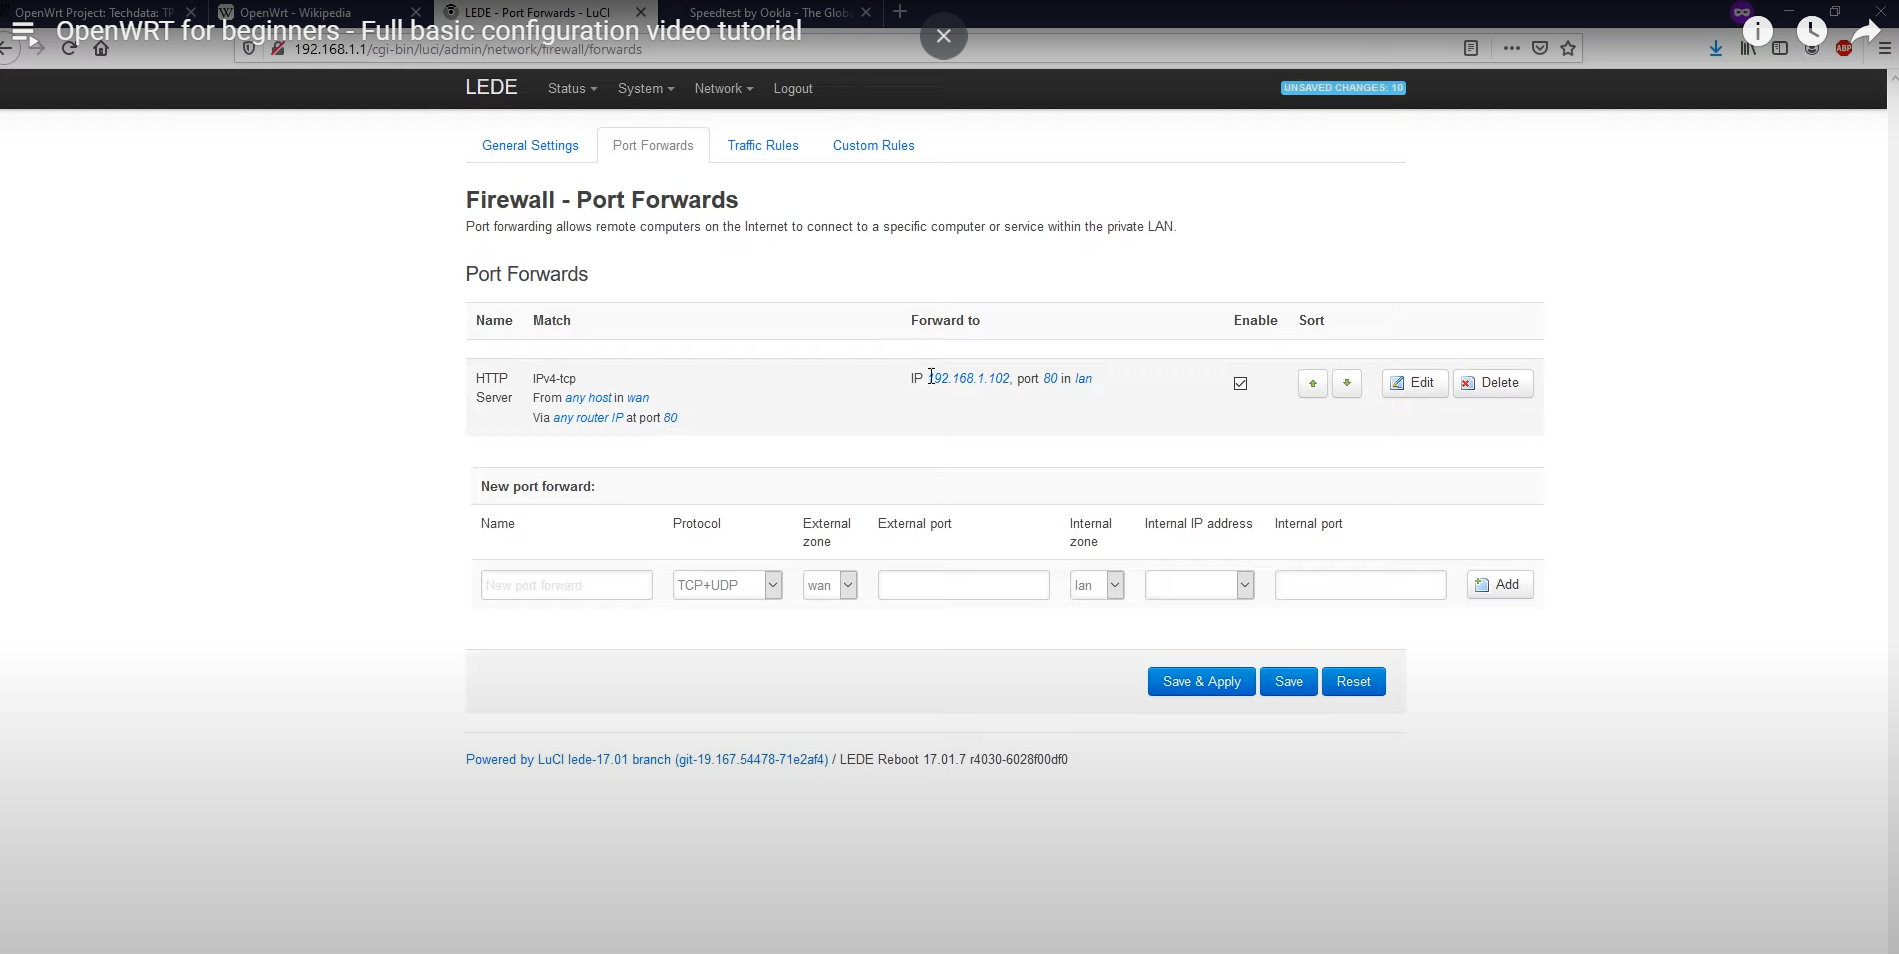 OpenWrt Project: Techdata: TP
OpenWrt - Wikipedia
LEDE - Port Forwards - LuCI
Speedtest by Ookla - The Globa
OpenWRT for beginners - Full basic configuration video tutorial
192.168.1.1/cgi-bin/luci/admin/network/firewall/forwards
ABP
LEDE Status System Network Logout
UNSAVED CHANGES: 10
General Settings Port Forwards Traffic Rules Custom Rules
Firewall - Port Forwards
Port forwarding allows remote computers on the Internet to connect to a specific computer or service within the private LAN.
Port Forwards
Name Match Forward to Enable Sort
HTTP Server
IPv4-tcp
From any host in wan
Via any router IP at port 80
IP 192.168.1.102, port 80 in lan
Edit Delete
New port forward:
Name Protocol External zone External port Internal zone Internal IP address Internal port
New port forward TCP+UDP wan lan Add
Save & Apply Save Reset
Powered by LuCI lede-17.01 branch (git-19.167.54478-71e2af4) / LEDE Reboot 17.01.7 r4030-6028f00df0